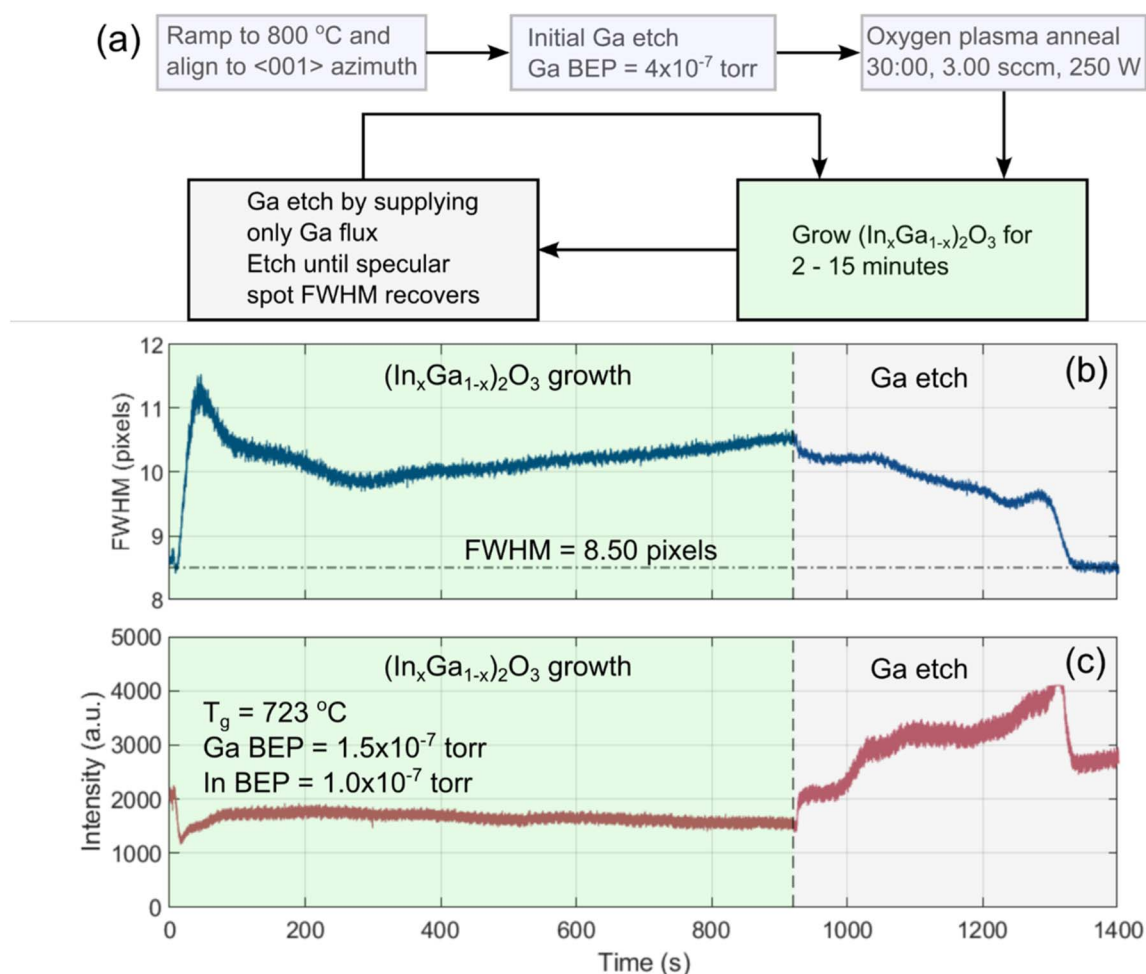 (a)
Ramp to 800 °C and
align to <001> azimuth
Initial Ga etch
Ga BEP = 4x10⁻⁷ torr
Oxygen plasma anneal
30:00, 3.00 sccm, 250 W
Ga etch by supplying
only Ga flux
Etch until specular
spot FWHM recovers
Grow (InₓGa₁₋ₓ)₂O₃ for
2 - 15 minutes
(b)
(InₓGa₁₋ₓ)₂O₃ growth
Ga etch
FWHM = 8.50 pixels
FWHM (pixels)
12
11
10
9
8
(c)
(InₓGa₁₋ₓ)₂O₃ growth
Ga etch
T_g = 723 °C
Ga BEP = 1.5x10⁻⁷ torr
In BEP = 1.0x10⁻⁷ torr
Intensity (a.u.)
5000
4000
3000
2000
1000
0
0 200 400 600 800 1000 1200 1400
Time (s)